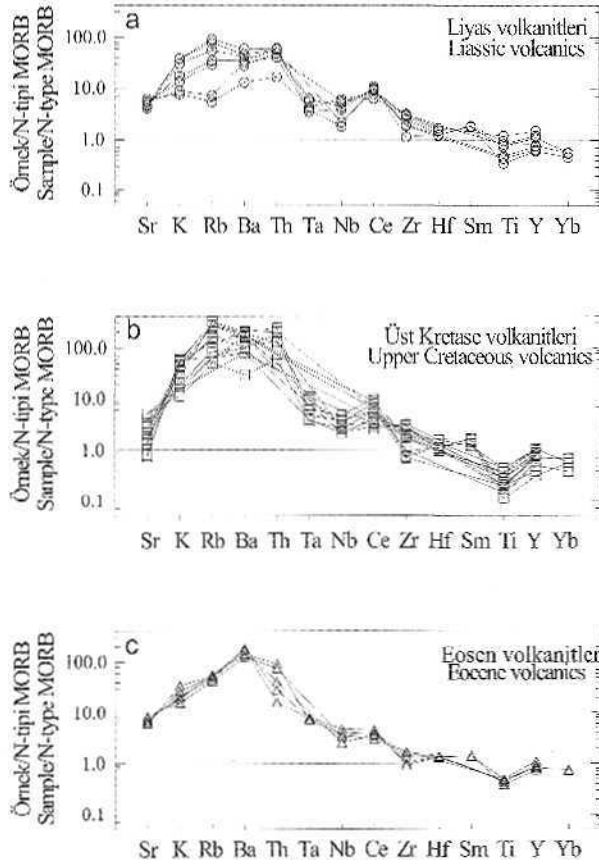 Örnek/N-tipi MORB
Sample/N-type MORB
a
Liyas volkanitleri
Liassic volcanics
100.0
10.0
1.0
0.1
Sr K Rb Ba Th Ta Nb Ce Zr Hf Sm Ti Y Yb
Örnek/N-tipi MORB
Sample/N-type MORB
b
Üst Kretase volkanitleri
Upper Cretaceous volcanics
100.0
10.0
1.0
0.1
Sr K Rb Ba Th Ta Nb Ce Zr Hf Sm Ti Y Yb
Örnek/N-tipi MORB
Sample/N-type MORB
c
Eosen volkanitleri
Eocene volcanics
100.0
10.0
1.0
0.1
Sr K Rb Ba Th Ta Nb Ce Zr Hf Sm Ti Y Yb